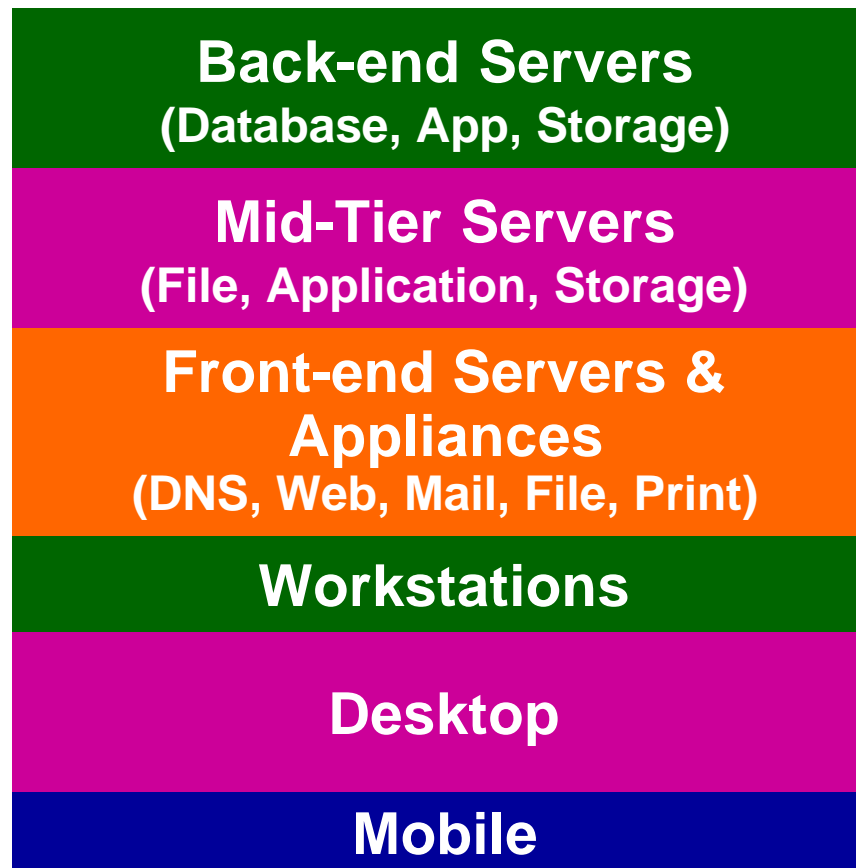 Back-end Servers
(Database, App, Storage)
Mid-Tier Servers
(File, Application, Storage)
Front-end Servers &
Appliances
(DNS, Web, Mail, File, Print)
Workstations
Desktop
Mobile